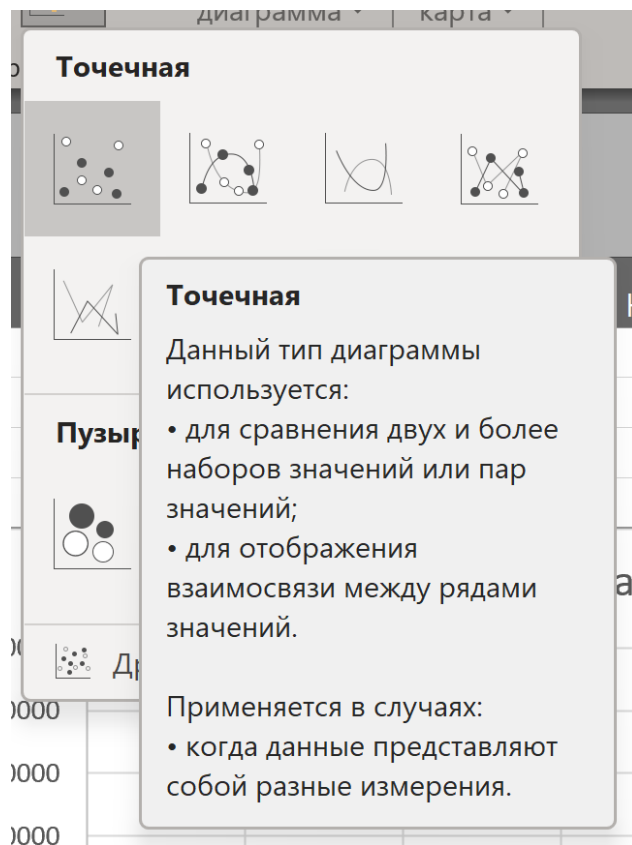 диаграмма
карта
Точечная
Точечная
Данный тип диаграммы
используется:
• для сравнения двух и более
наборов значений или пар
значений;
• для отображения
взаимосвязи между рядами
значений.
Применяется в случаях:
• когда данные представляют
собой разные измерения.